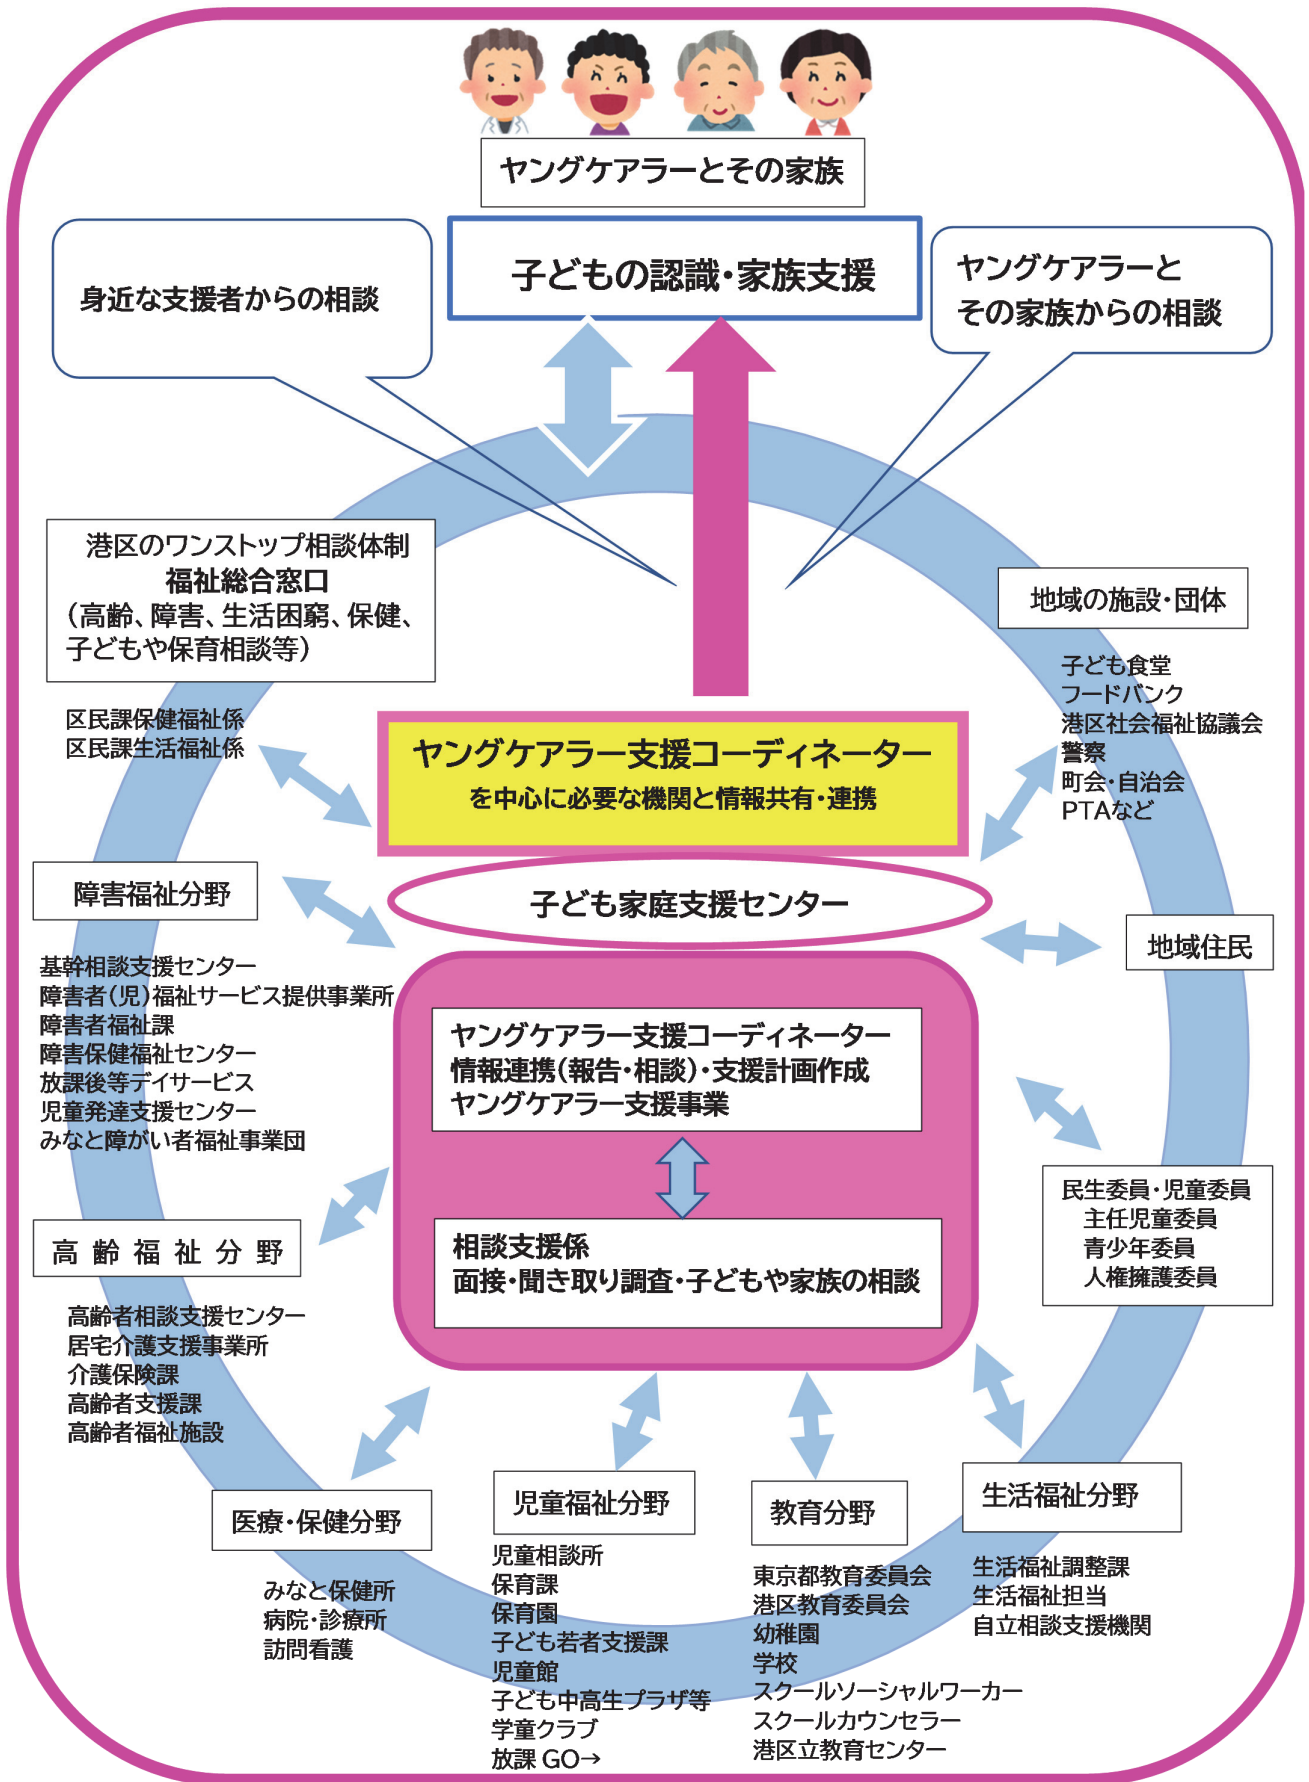 ヤングケアラーとその家族
子どもの認識・家族支援
身近な支援者からの相談
ヤングケアラーと
その家族からの相談
港区のワンストップ相談体制
福祉総合窓口
（高齢、障害、生活困窮、保健、
子どもや保育相談等）
区民課保健福祉係
区民課生活福祉係
地域の施設・団体
子ども食堂
フードバンク
港区社会福祉協議会
警察
町会・自治会
PTAなど
ヤングケアラー支援コーディネーター
を中心に必要な機関と情報共有・連携
子ども家庭支援センター
障害福祉分野
基幹相談支援センター
障害者（児）福祉サービス提供事業所
障害者福祉課
障害保健福祉センター
放課後等デイサービス
児童発達支援センター
みなと障がい者福祉事業団
地域住民
ヤングケアラー支援コーディネーター
情報連携（報告・相談）・支援計画作成
ヤングケアラー支援事業
相談支援係
面接・聞き取り調査・子どもや家族の相談
民生委員・児童委員
主任児童委員
青少年委員
人権擁護委員
高齢福祉分野
高齢者相談支援センター
居宅介護支援事業所
介護保険課
高齢者支援課
高齢者福祉施設
医療・保健分野
みなと保健所
病院・診療所
訪問看護
児童福祉分野
児童相談所
保育課
保育園
子ども若者支援課
児童館
子ども中高生プラザ等
学童クラブ
放課 GO→
教育分野
東京都教育委員会
港区教育委員会
幼稚園
学校
スクールソーシャルワーカー
スクールカウンセラー
港区立教育センター
生活福祉分野
生活福祉調整課
生活福祉担当
自立相談支援機関